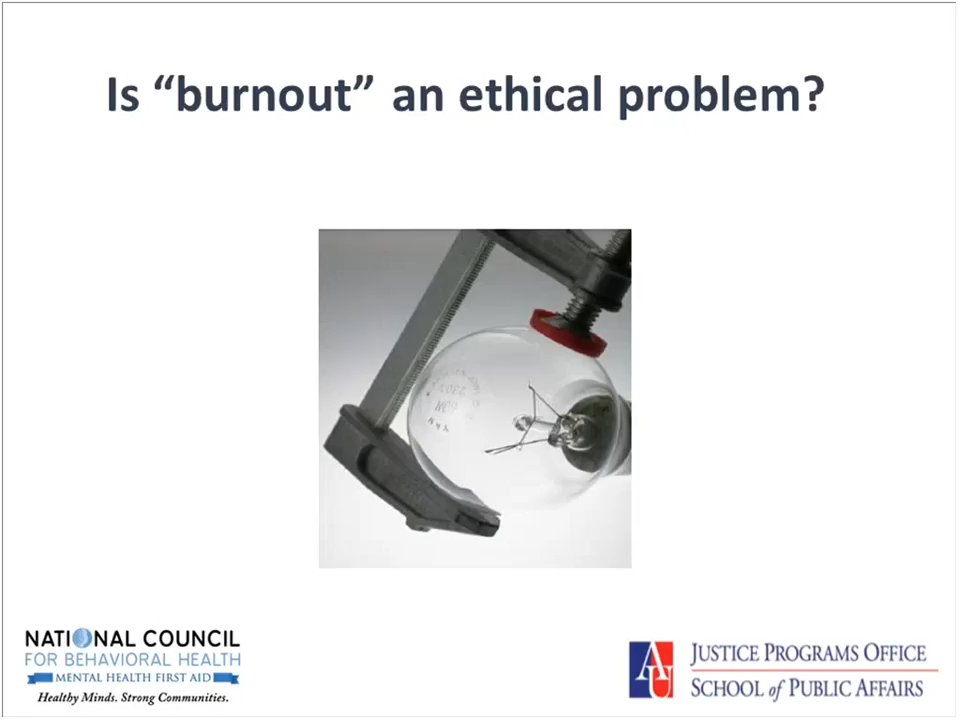 Is “burnout” an ethical problem?
NATIONAL COUNCIL
FOR BEHAVIORAL HEALTH
MENTAL HEALTH FIRST AID
Healthy Minds. Strong Communities.
AU
JUSTICE PROGRAMS OFFICE
SCHOOL of PUBLIC AFFAIRS